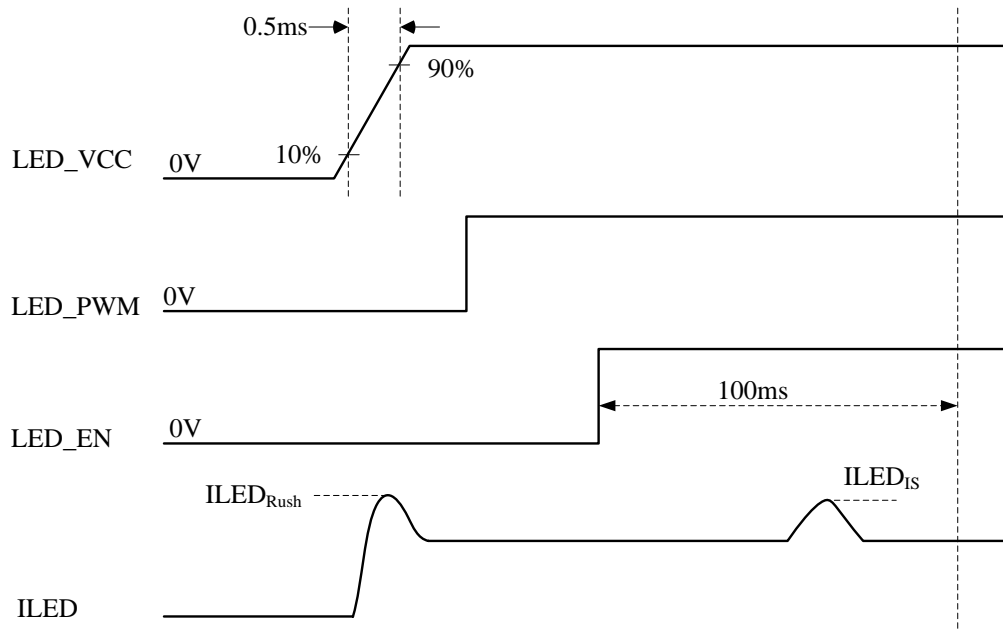 0.5ms
90%
10%
LED_VCC
0V
LED_PWM
0V
LED_EN
0V
100ms
ILED_Rush
ILED_IS
ILED